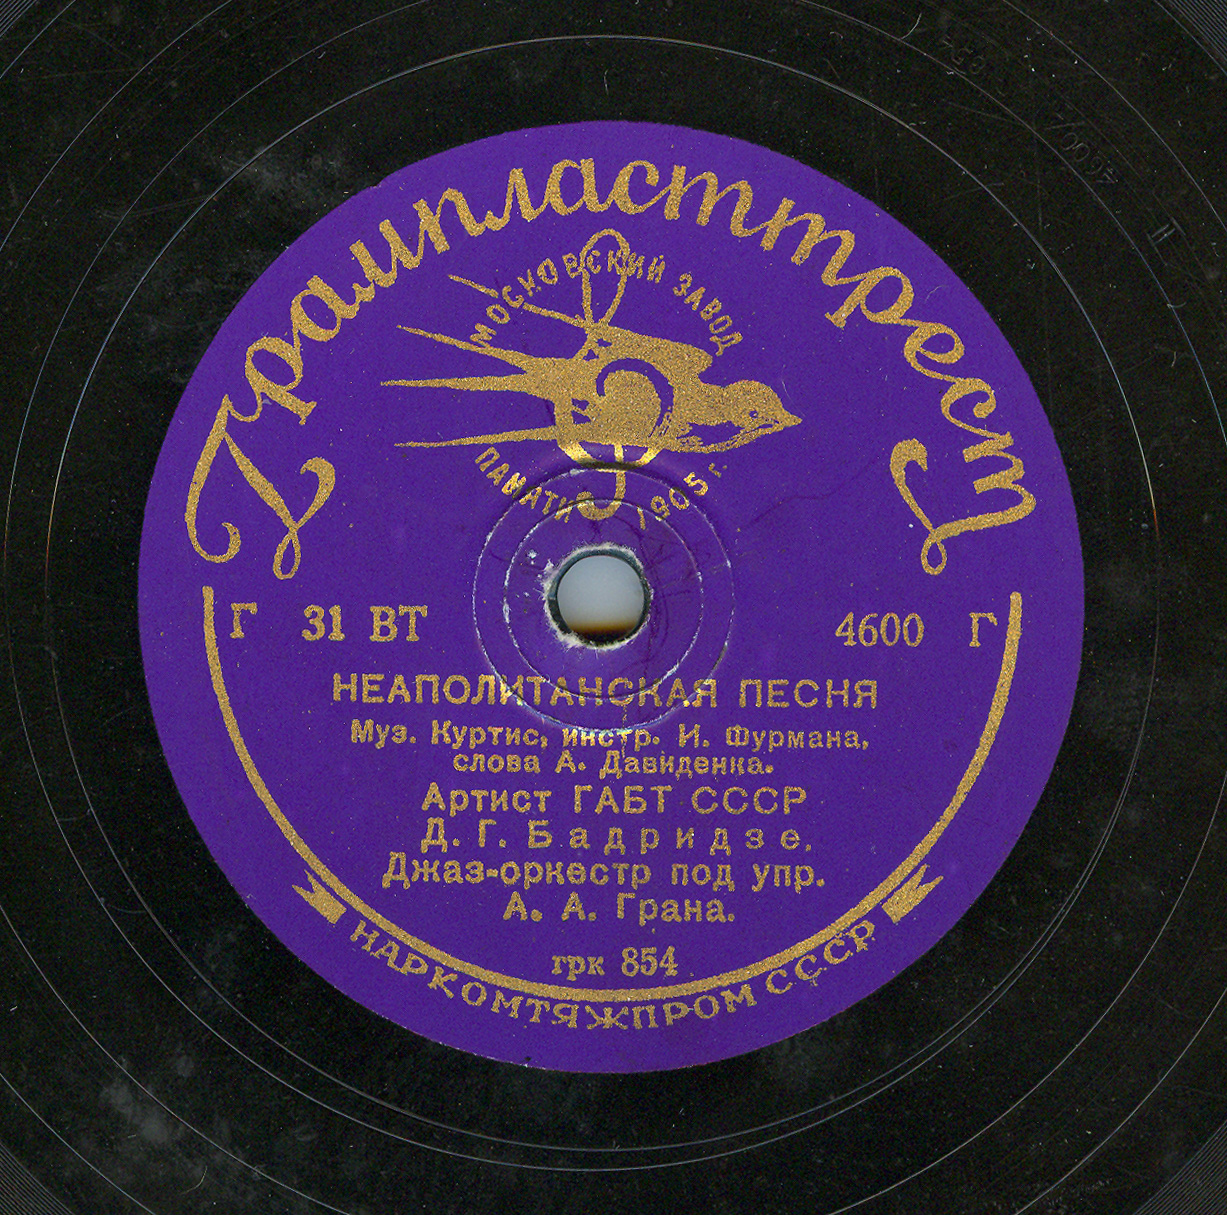 Грампласттрест
МОСКОВСКИЙ ЗАВОД
ПАМЯТИ 1905 г.
Г 31 ВТ 4600 Г
НЕАПОЛИТАНСКАЯ ПЕСНЯ
Муз. Куртис, инстр. И. Фурмана,
слова А. Давиденка.
Артист ГАБТ СССР
Д. Г. Бадридзе.
Джаз-оркестр под упр.
А. А. Грана.
грк 854
НАРКОМТЯЖПРОМ СССР